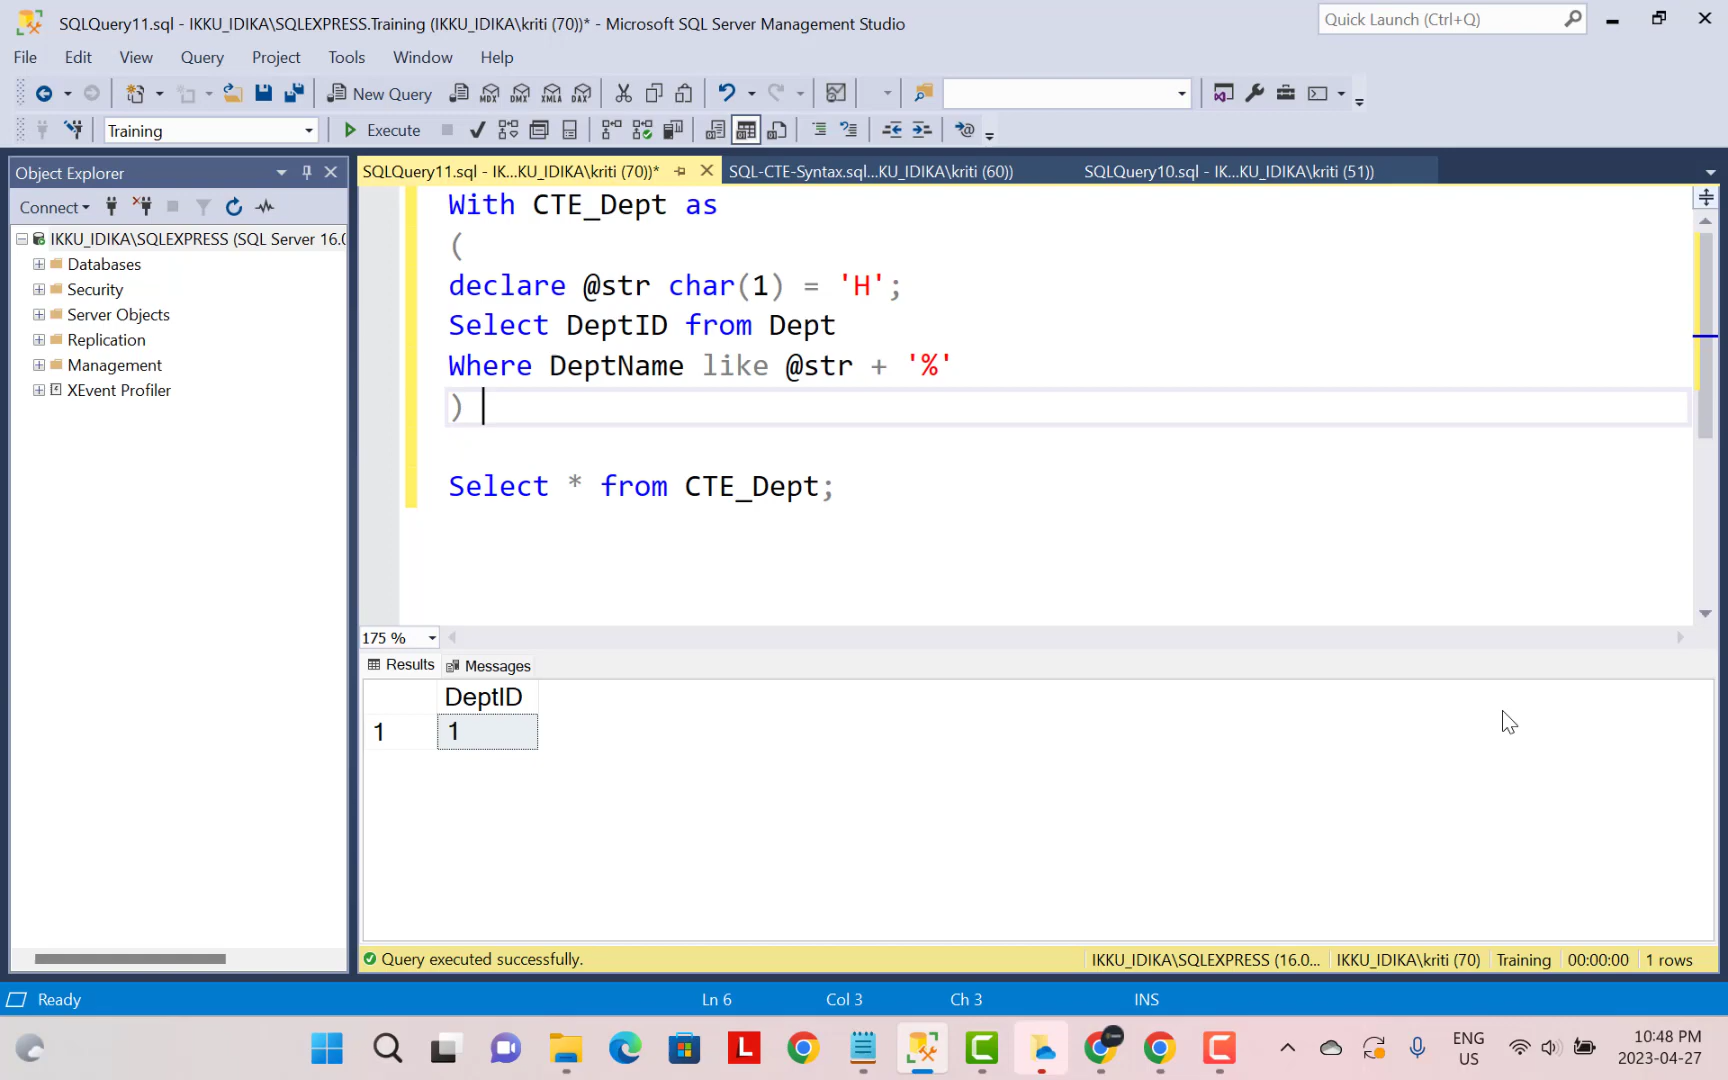 SQLQuery11.sql - IKKU_IDIKA\SQLEXPRESS.Training (IKKU_IDIKA\kriti (70))* - Microsoft SQL Server Management Studio
Quick Launch (Ctrl+Q)
File Edit View Query Project Tools Window Help
New Query
MDX DMX XMLA DAX
Training
Execute
Object Explorer
SQLQuery11.sql - IK...KU_IDIKA\kriti (70))*
SQL-CTE-Syntax.sql...KU_IDIKA\kriti (60))
SQLQuery10.sql - IK...KU_IDIKA\kriti (51))
Connect
IKKU_IDIKA\SQLEXPRESS (SQL Server 16.0
Databases
Security
Server Objects
Replication
Management
XEvent Profiler
With CTE_Dept as
(
declare @str char(1) = 'H';
Select DeptID from Dept
Where DeptName like @str + '%'
)
Select * from CTE_Dept;
175 %
Results Messages
DeptID
1 1
Query executed successfully.
IKKU_IDIKA\SQLEXPRESS (16.0...
IKKU_IDIKA\kriti (70)
Training
00:00:00
1 rows
Ready
Ln 6
Col 3
Ch 3
INS
L
ENG
US
10:48 PM
2023-04-27